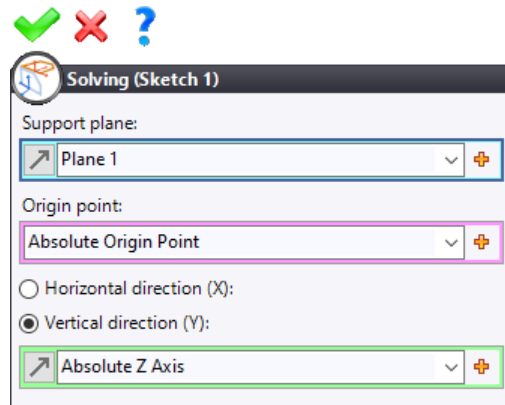 Solving (Sketch 1)
Support plane:
Plane 1
Origin point:
Absolute Origin Point
Horizontal direction (X):
Vertical direction (Y):
Absolute Z Axis